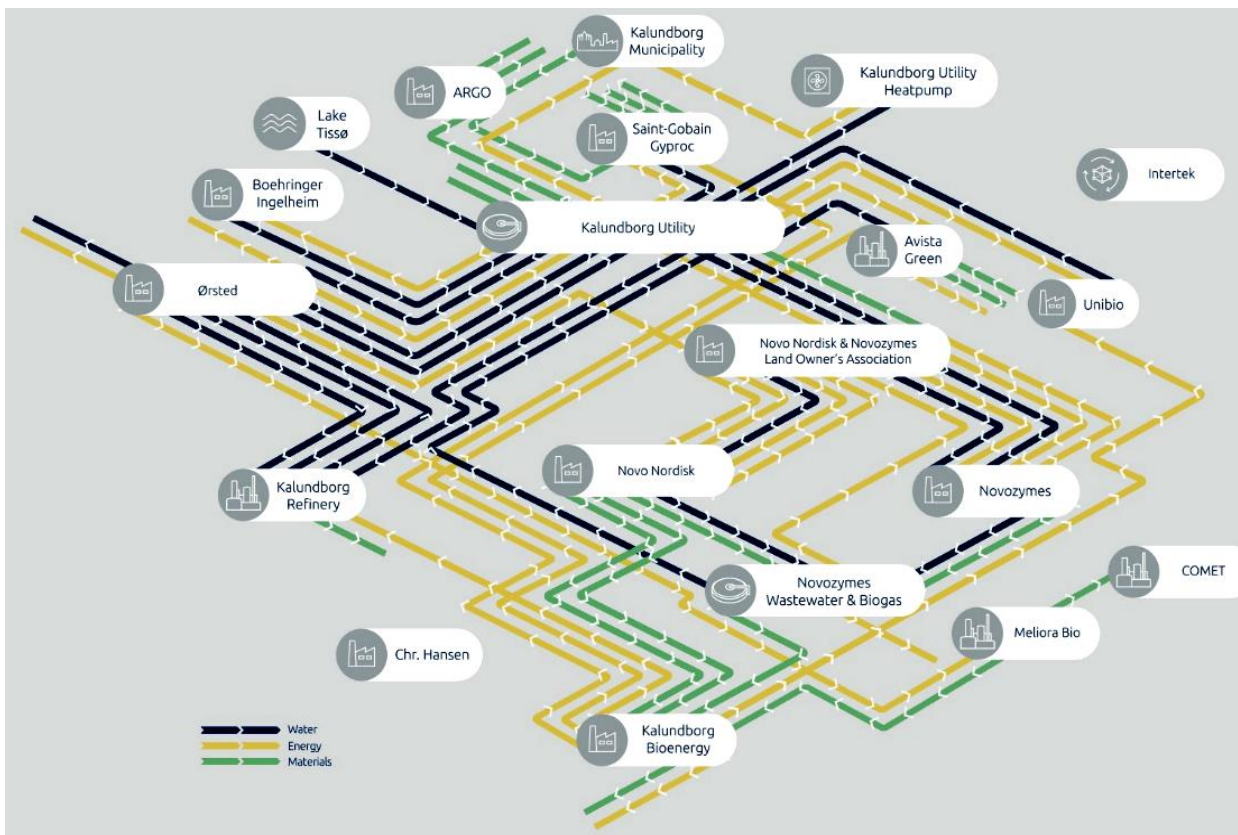 Kalundborg
Municipality
ARGO
Kalundborg Utility
Heatpump
Lake
Tissø
Saint-Gobain
Gyproc
Boehringer
Ingelheim
Intertek
Kalundborg Utility
Avista
Green
Ørsted
Unibio
Novo Nordisk & Novozymes
Land Owner's Association
Novo Nordisk
Kalundborg
Refinery
Novozymes
Novozymes
Wastewater & Biogas
COMET
Meliora Bio
Chr. Hansen
Kalundborg
Bioenergy
Water
Energy
Materials